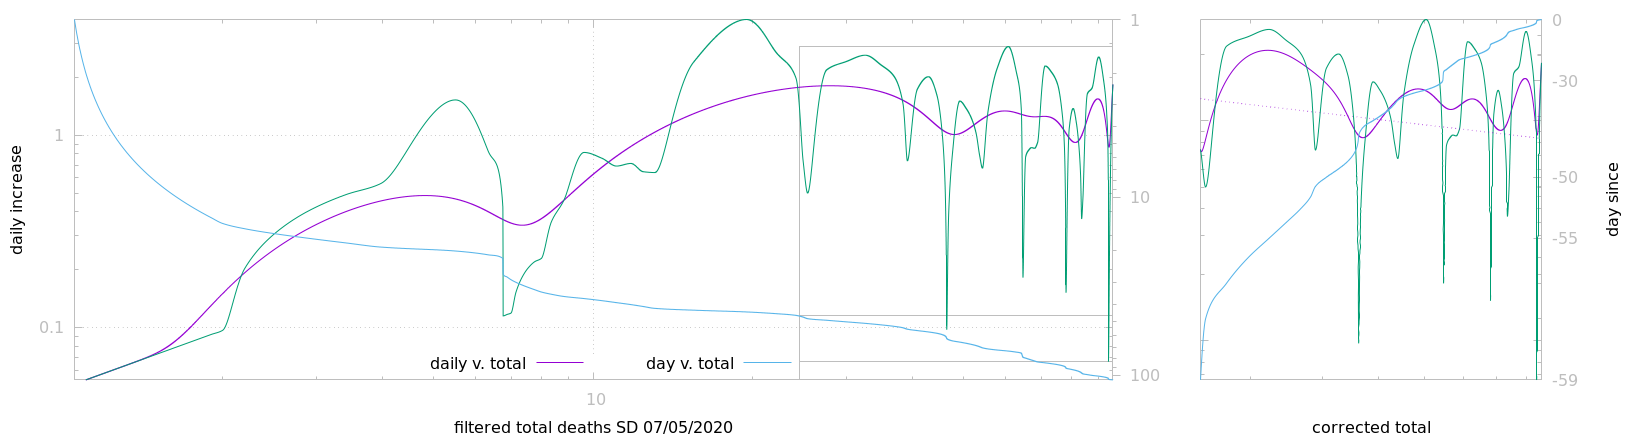 daily increase
1
0.1
daily v. total
day v. total
10
filtered total deaths SD 07/05/2020
1
10
100
0
-30
-50
-55
-59
day since
corrected total